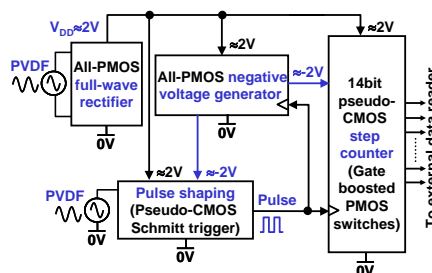 V_DD≈2V
≈2V
≈2V
PVDF
All-PMOS
full-wave
rectifier
0V
All-PMOS negative
voltage generator
0V
≈-2V
14bit
pseudo-
CMOS
step
counter
(Gate
boosted
PMOS
switches)
0V
To external data reader
≈2V
≈-2V
PVDF
0V
Pulse shaping
(Pseudo-CMOS
Schmitt trigger)
0V
Pulse